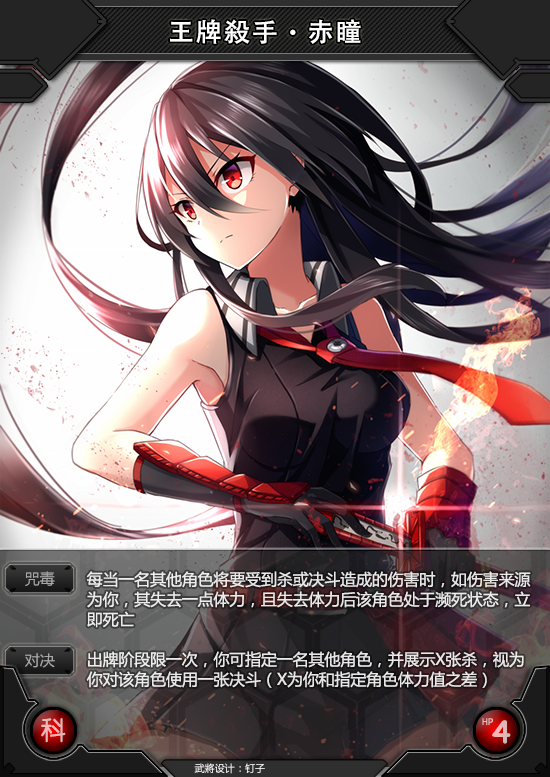 王牌殺手·赤瞳
咒毒
每当一名其他角色将要受到杀或决斗造成的伤害时，如伤害来源
为你，其失去一点体力，且失去体力后该角色处于濒死状态，立
即死亡
对决
出牌阶段限一次，你可指定一名其他角色，并展示X张杀，视为
你对该角色使用一张决斗（X为你和指定角色体力值之差）
科
HP 4
武將设计：钉子